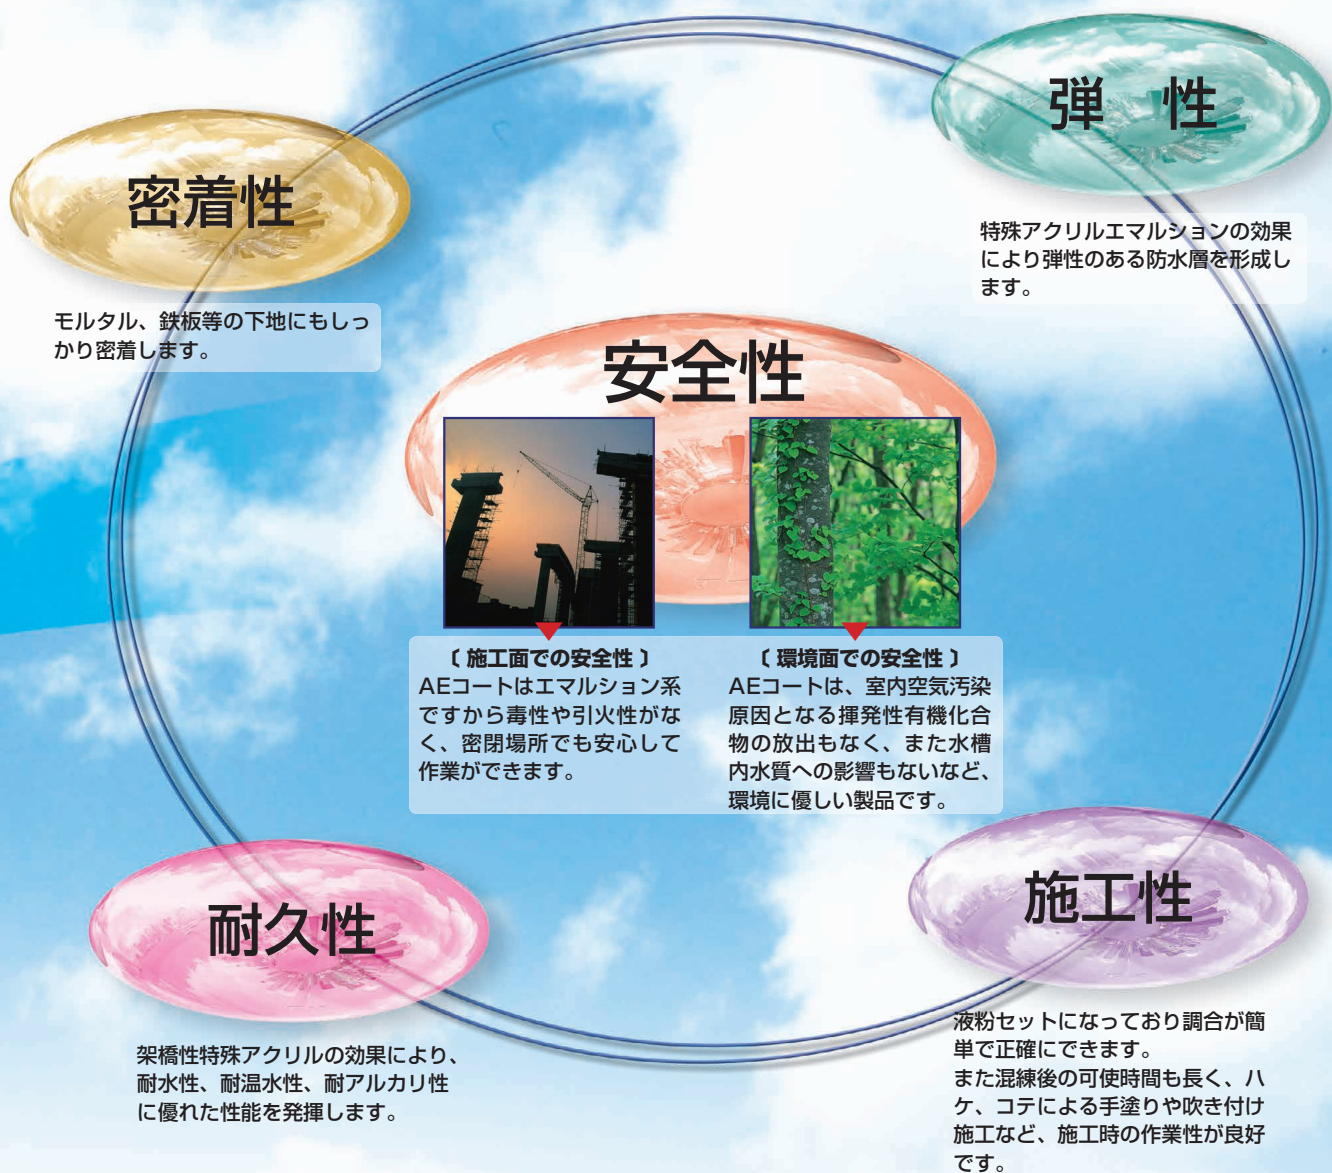 弾　性
特殊アクリルエマルションの効果
により弾性のある防水層を形成し
ます。
密着性
モルタル、鉄板等の下地にもしっ
かり密着します。
安全性
〔 施工面での安全性 〕
AEコートはエマルション系
ですから毒性や引火性がな
く、密閉場所でも安心して
作業ができます。
〔 環境面での安全性 〕
AEコートは、室内空気汚染
原因となる揮発性有機化合
物の放出もなく、また水槽
内水質への影響もないなど、
環境に優しい製品です。
耐久性
架橋性特殊アクリルの効果により、
耐水性、耐温水性、耐アルカリ性
に優れた性能を発揮します。
施工性
液粉セットになっており調合が簡
単で正確にできます。
また混練後の可使時間も長く、ハ
ケ、コテによる手塗りや吹き付け
施工など、施工時の作業性が良好
です。